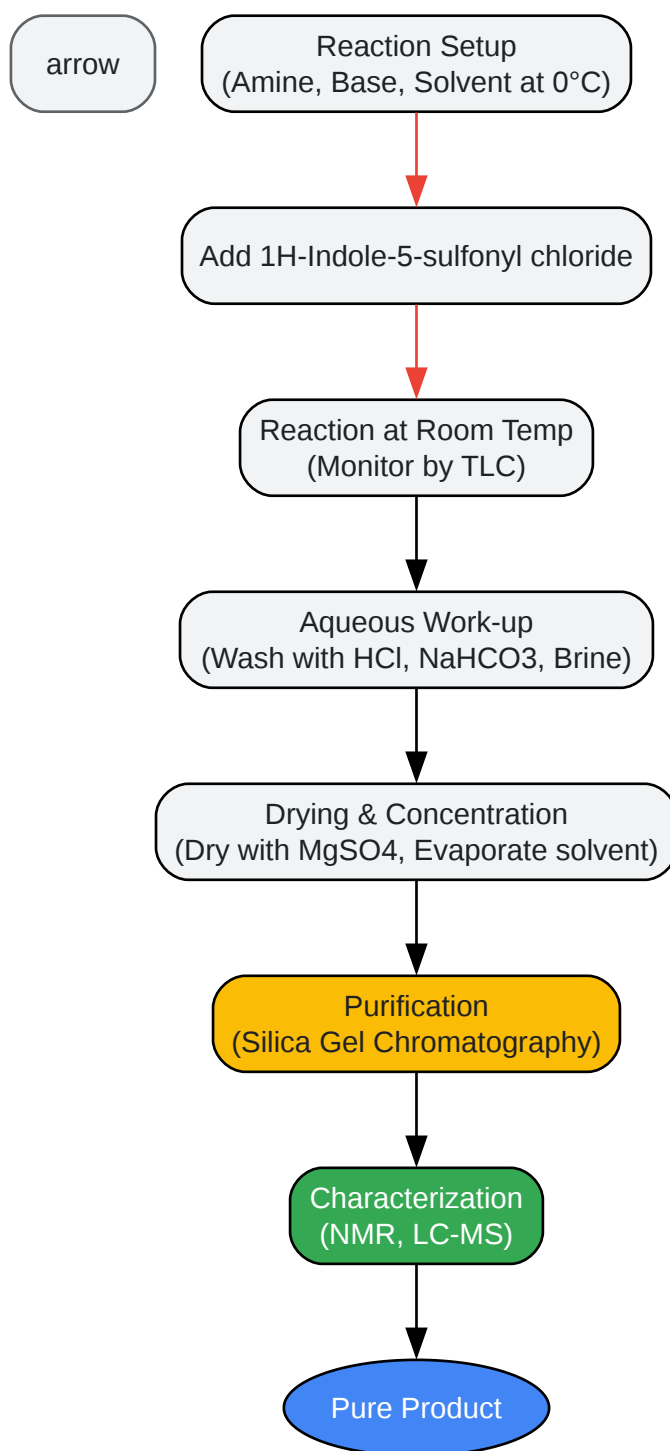 arrow
Reaction Setup
(Amine, Base, Solvent at 0°C)
Add 1H-Indole-5-sulfonyl chloride
Reaction at Room Temp
(Monitor by TLC)
Aqueous Work-up
(Wash with HCl, NaHCO3, Brine)
Drying & Concentration
(Dry with MgSO4, Evaporate solvent)
Purification
(Silica Gel Chromatography)
Characterization
(NMR, LC-MS)
Pure Product